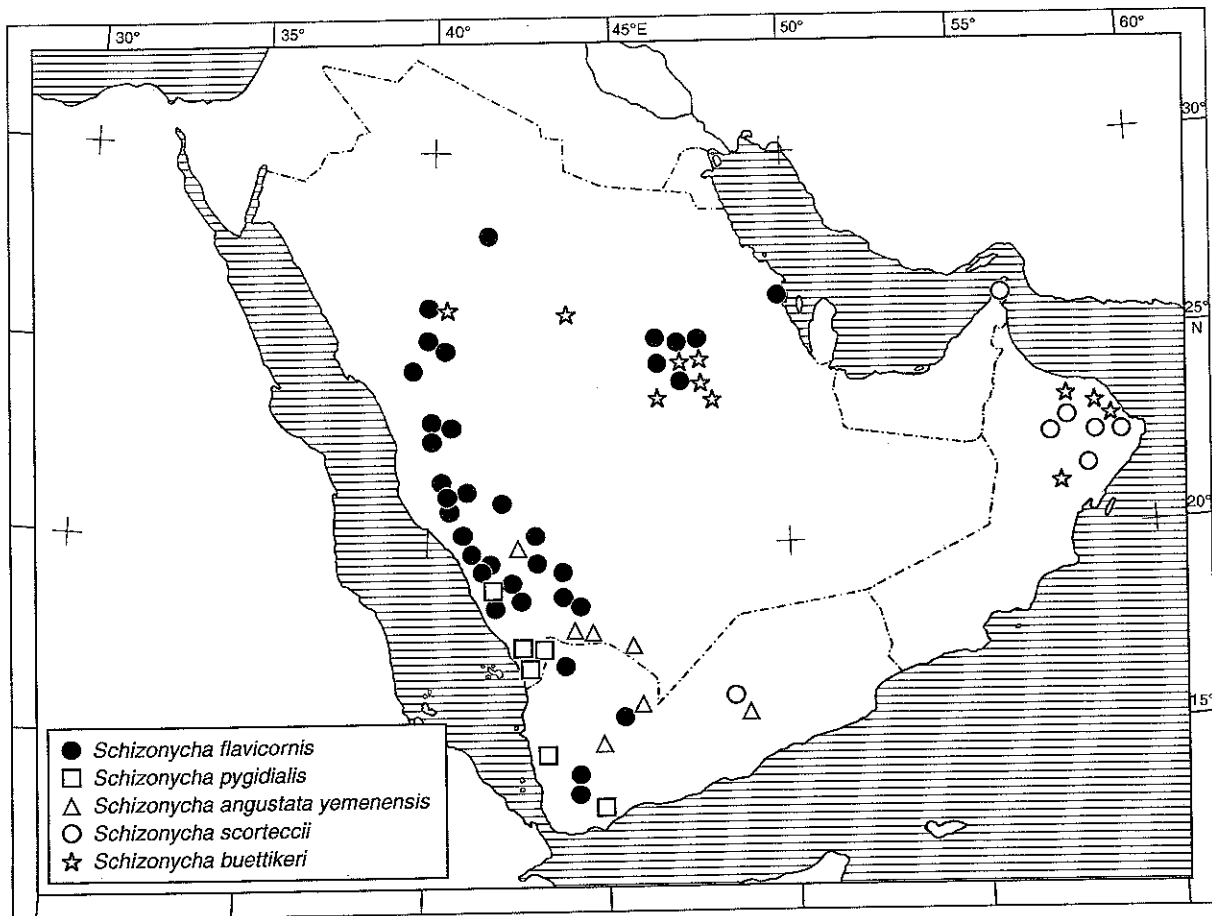 30°
35°
40°
45°E
50°
55°
60°
30°
25°
N
20°
15°
Schizonycha flavicornis
Schizonycha pygidialis
Schizonycha angustata yemenensis
Schizonycha scorteccii
Schizonycha buettikeri